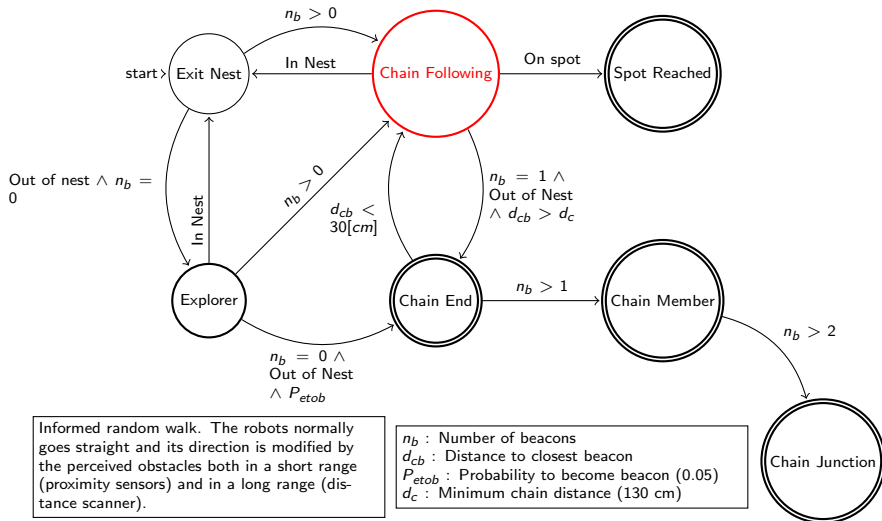 n_b > 0
start
Exit Nest
In Nest
Chain Following
On spot
Spot Reached
Out of nest ∧ n_b =
0
In Nest
n_b > 0
d_cb <
30[cm]
n_b = 1 ∧
Out of Nest
∧ d_cb > d_c
Explorer
Chain End
n_b > 1
Chain Member
n_b > 2
n_b = 0 ∧
Out of Nest
∧ P_etob
Chain Junction
Informed random walk. The robots normally
goes straight and its direction is modified by
the perceived obstacles both in a short range
(proximity sensors) and in a long range (dis-
tance scanner).
n_b : Number of beacons
d_cb : Distance to closest beacon
P_etob : Probability to become beacon (0.05)
d_c : Minimum chain distance (130 cm)